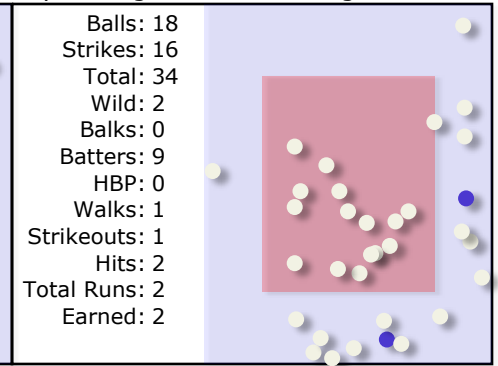 Balls: 18
Strikes: 16
Total: 34
Wild: 2
Balks: 0
Batters: 9
HBP: 0
Walks: 1
Strikeouts: 1
Hits: 2
Total Runs: 2
Earned: 2